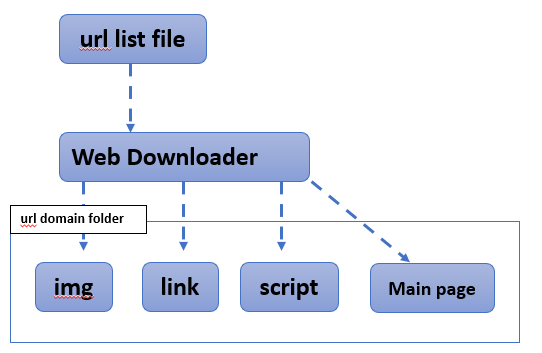 url list file
Web Downloader
url domain folder
img
link
script
Main page